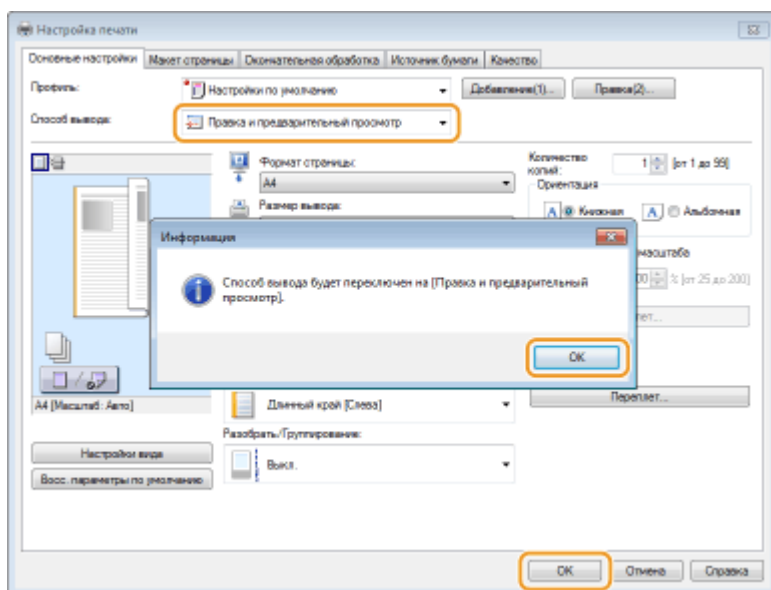 Настройка печати
Основные настройки Макет страницы Окончательная обработка Источник бумаги Качество
Профиль: Настройки по умолчанию Добавление(1)... Правка(2)...
Способ вывода: Правка и предварительный просмотр
Формат страницы:
A4
Размер вывода:
Количество копий: 1 [от 1 до 99]
Ориентация
A Книжная A Альбомная
Информация
Способ вывода будет переключен на [Правка и предварительный
просмотр].
OK
масштаба
00 % [от 25 до 200]
A4 [Масштаб: Авто]
Длинный край [Слева]
Переплет...
Разобрать/Группирование:
Выкл.
Настройки вида
Восс. параметры по умолчанию
OK Отмена Справка